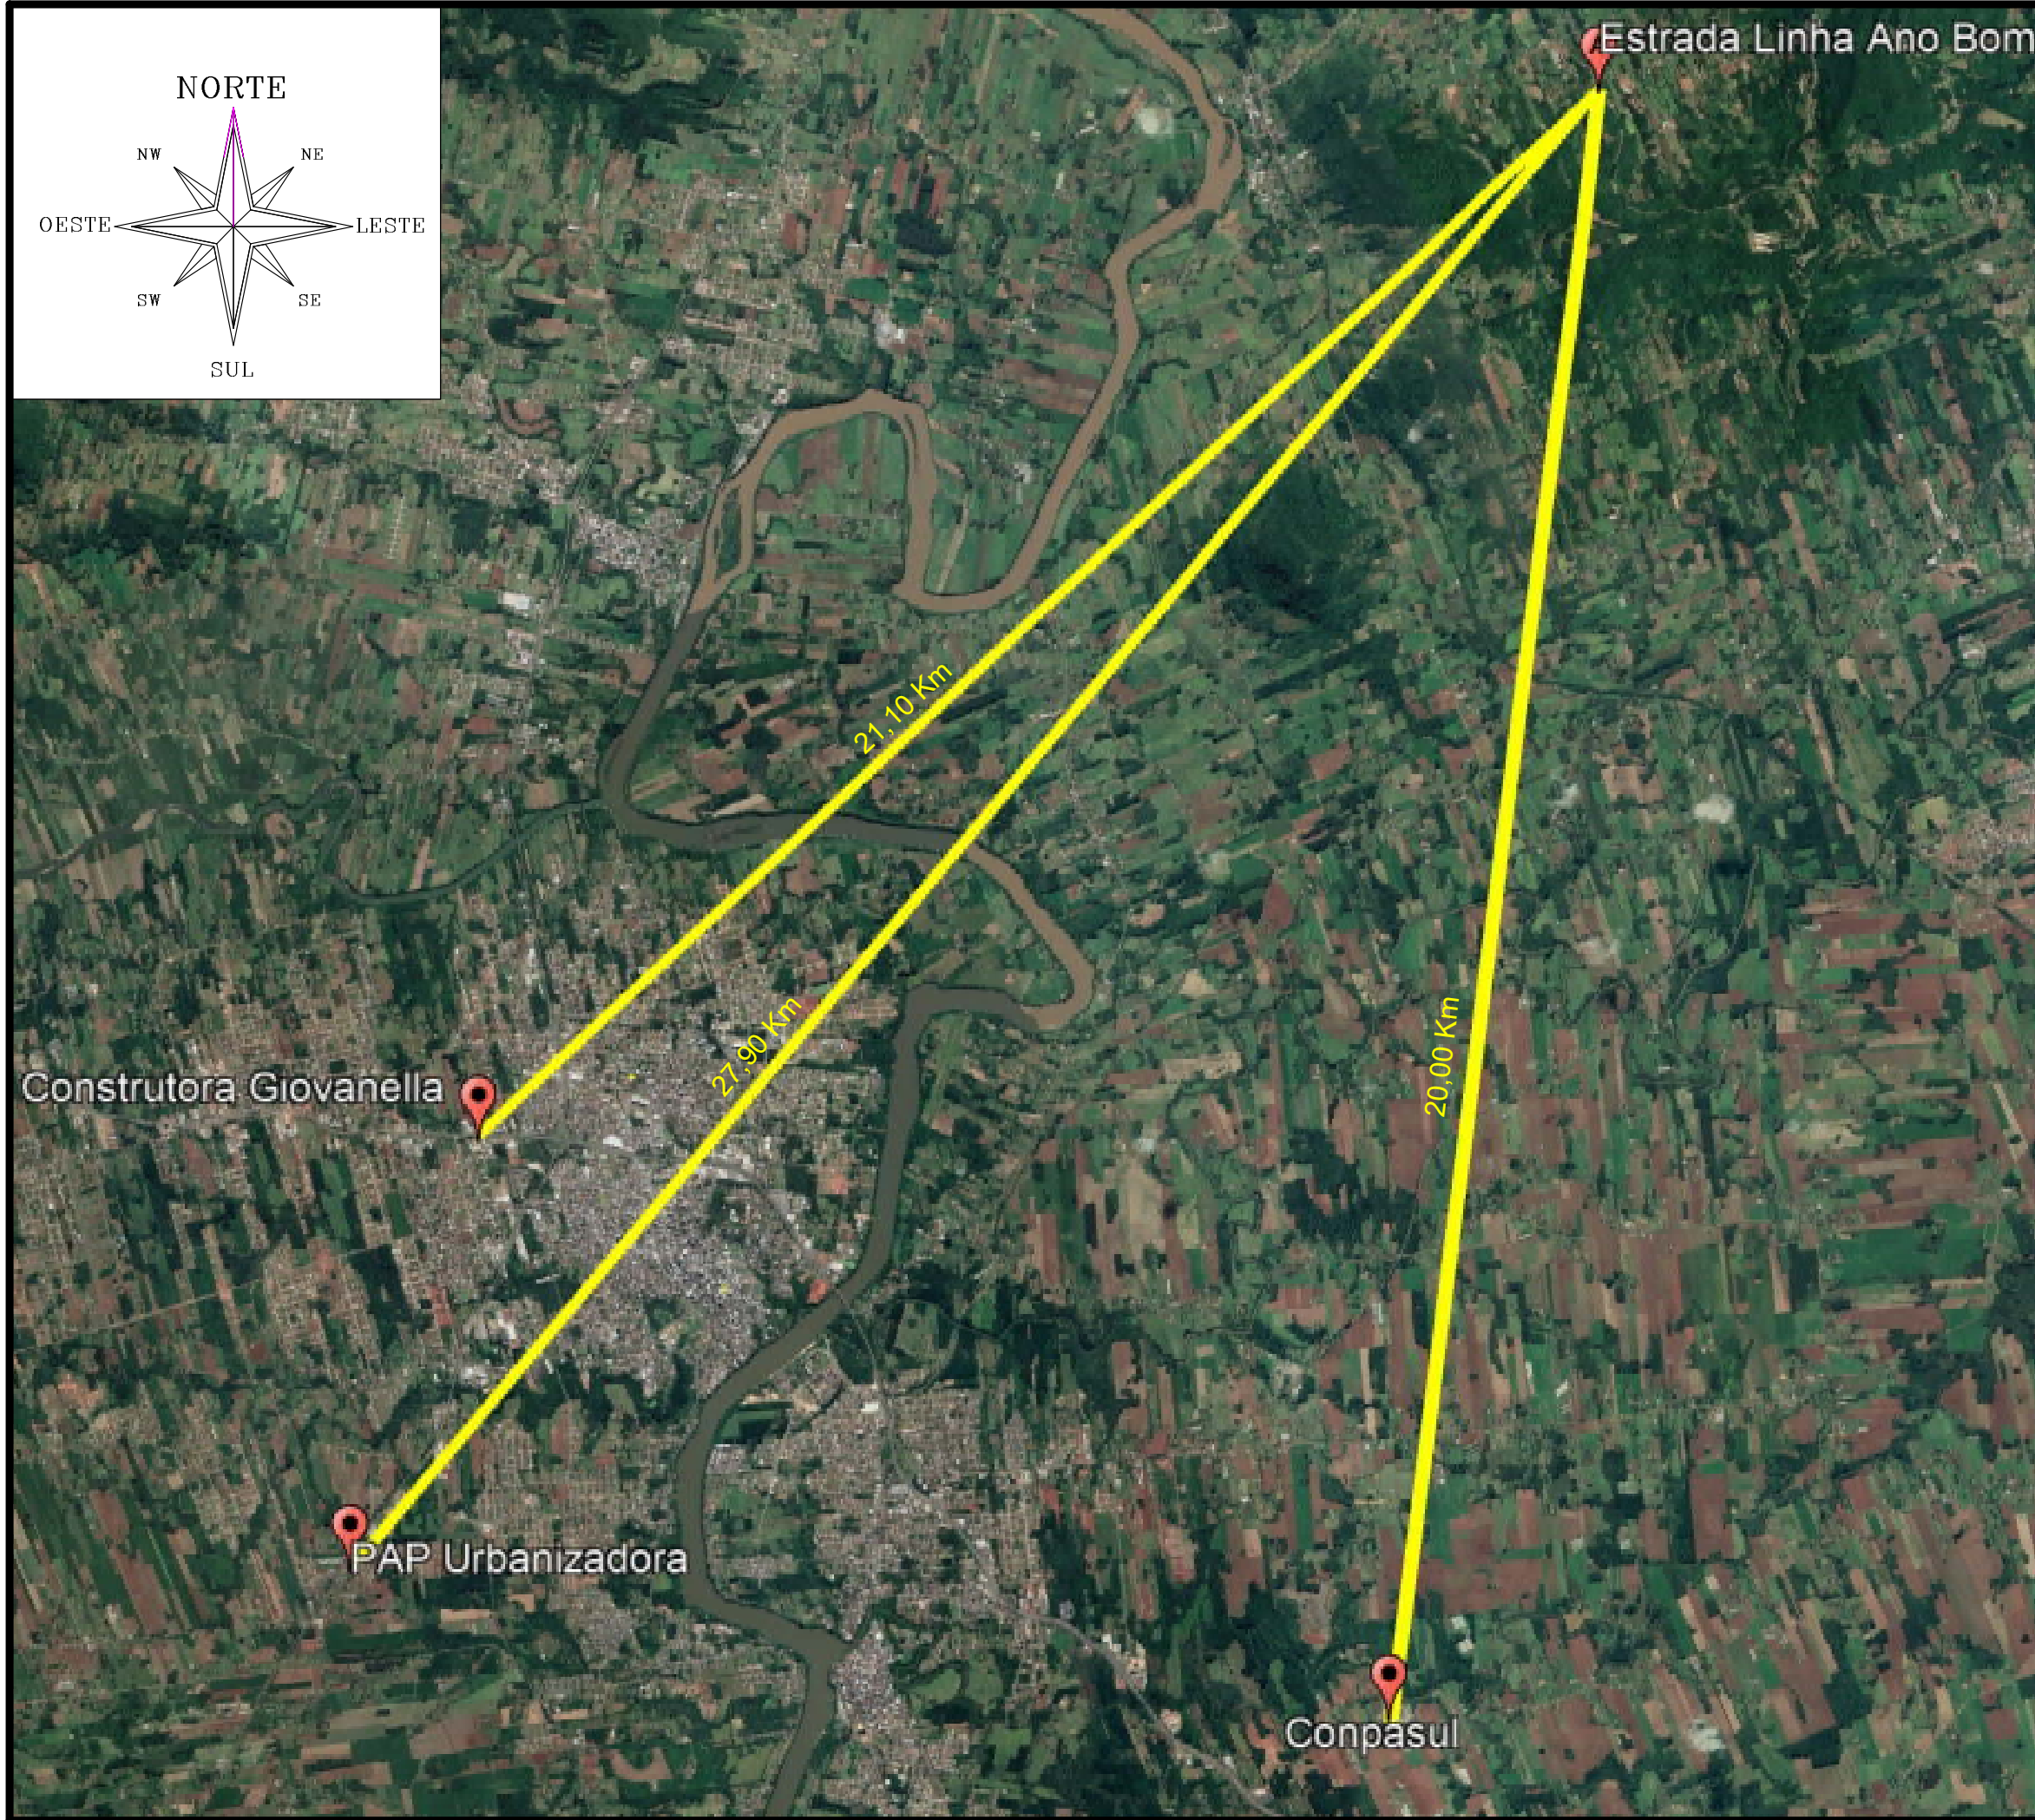 Estrada Linha Ano Bom
NORTE
NW
NE
OESTE
LESTE
SW
SE
SUL
21,10 Km
27,90 Km
20,00 Km
Construtora Giovanella
PAP Urbanizadora
Conpasul